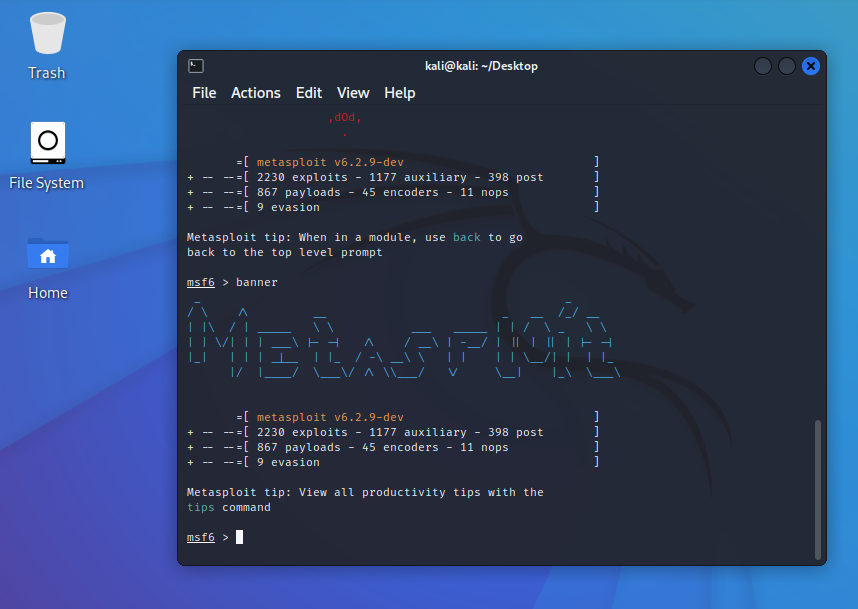 Trash
File System
Home
kali@kali: ~/Desktop
File Actions Edit View Help
,dOd,
.
=[ metasploit v6.2.9-dev ]
+ -- --=[ 2230 exploits - 1177 auxiliary - 398 post ]
+ -- --=[ 867 payloads - 45 encoders - 11 nops ]
+ -- --=[ 9 evasion ]
Metasploit tip: When in a module, use back to go
back to the top level prompt
msf6 > banner
=[ metasploit v6.2.9-dev ]
+ -- --=[ 2230 exploits - 1177 auxiliary - 398 post ]
+ -- --=[ 867 payloads - 45 encoders - 11 nops ]
+ -- --=[ 9 evasion ]
Metasploit tip: View all productivity tips with the
tips command
msf6 >